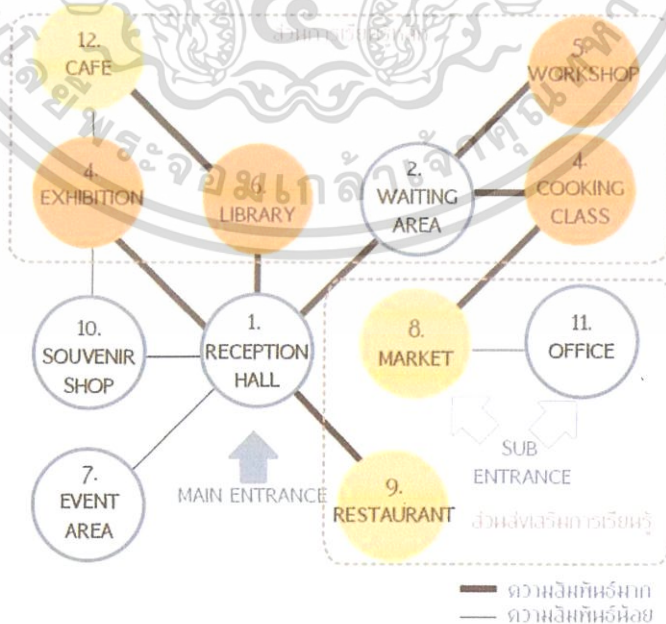 12.
CAFE
5.
WORKSHOP
4.
EXHIBITION
6.
LIBRARY
2.
WAITING
AREA
4.
COOKING
CLASS
10.
SOUVENIR
SHOP
1.
RECEPTION
HALL
8.
MARKET
11.
OFFICE
7.
EVENT
AREA
MAIN ENTRANCE
9.
RESTAURANT
SUB
ENTRANCE
ส่วนส่งเสริมการเรียนรู้
ความสัมพันธ์มาก
ความสัมพันธ์น้อย